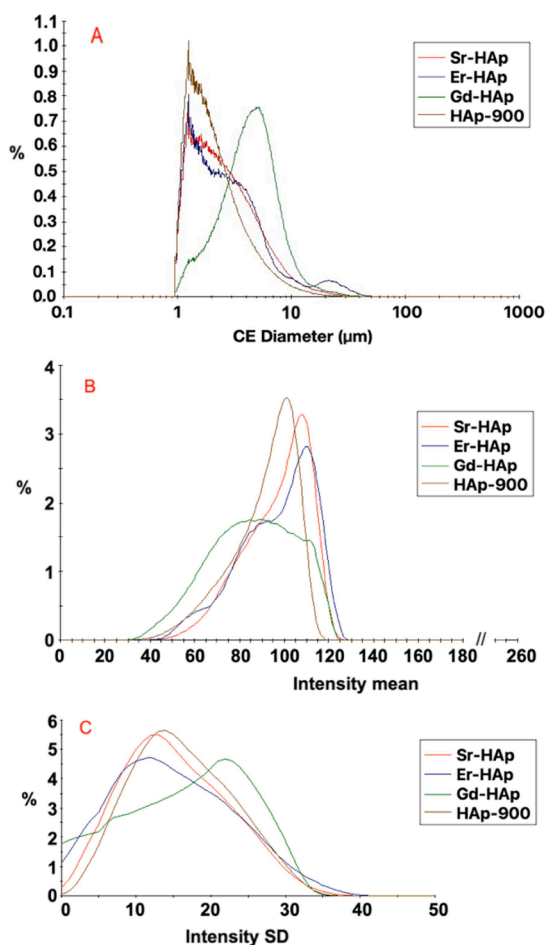 A
1.1
1.0
0.9
0.8
0.7
0.6
0.5
0.4
0.3
0.2
0.1
0.0
%
0.1 1 10 100 1000
CE Diameter (µm)
Sr-HAp
Er-HAp
Gd-HAp
HAp-900
B
4
3
2
1
0
%
0 20 40 60 80 100 120 140 160 180 // 260
Intensity mean
Sr-HAp
Er-HAp
Gd-HAp
HAp-900
C
6
5
4
3
2
1
0
%
0 10 20 30 40 50
Intensity SD
Sr-HAp
Er-HAp
Gd-HAp
HAp-900